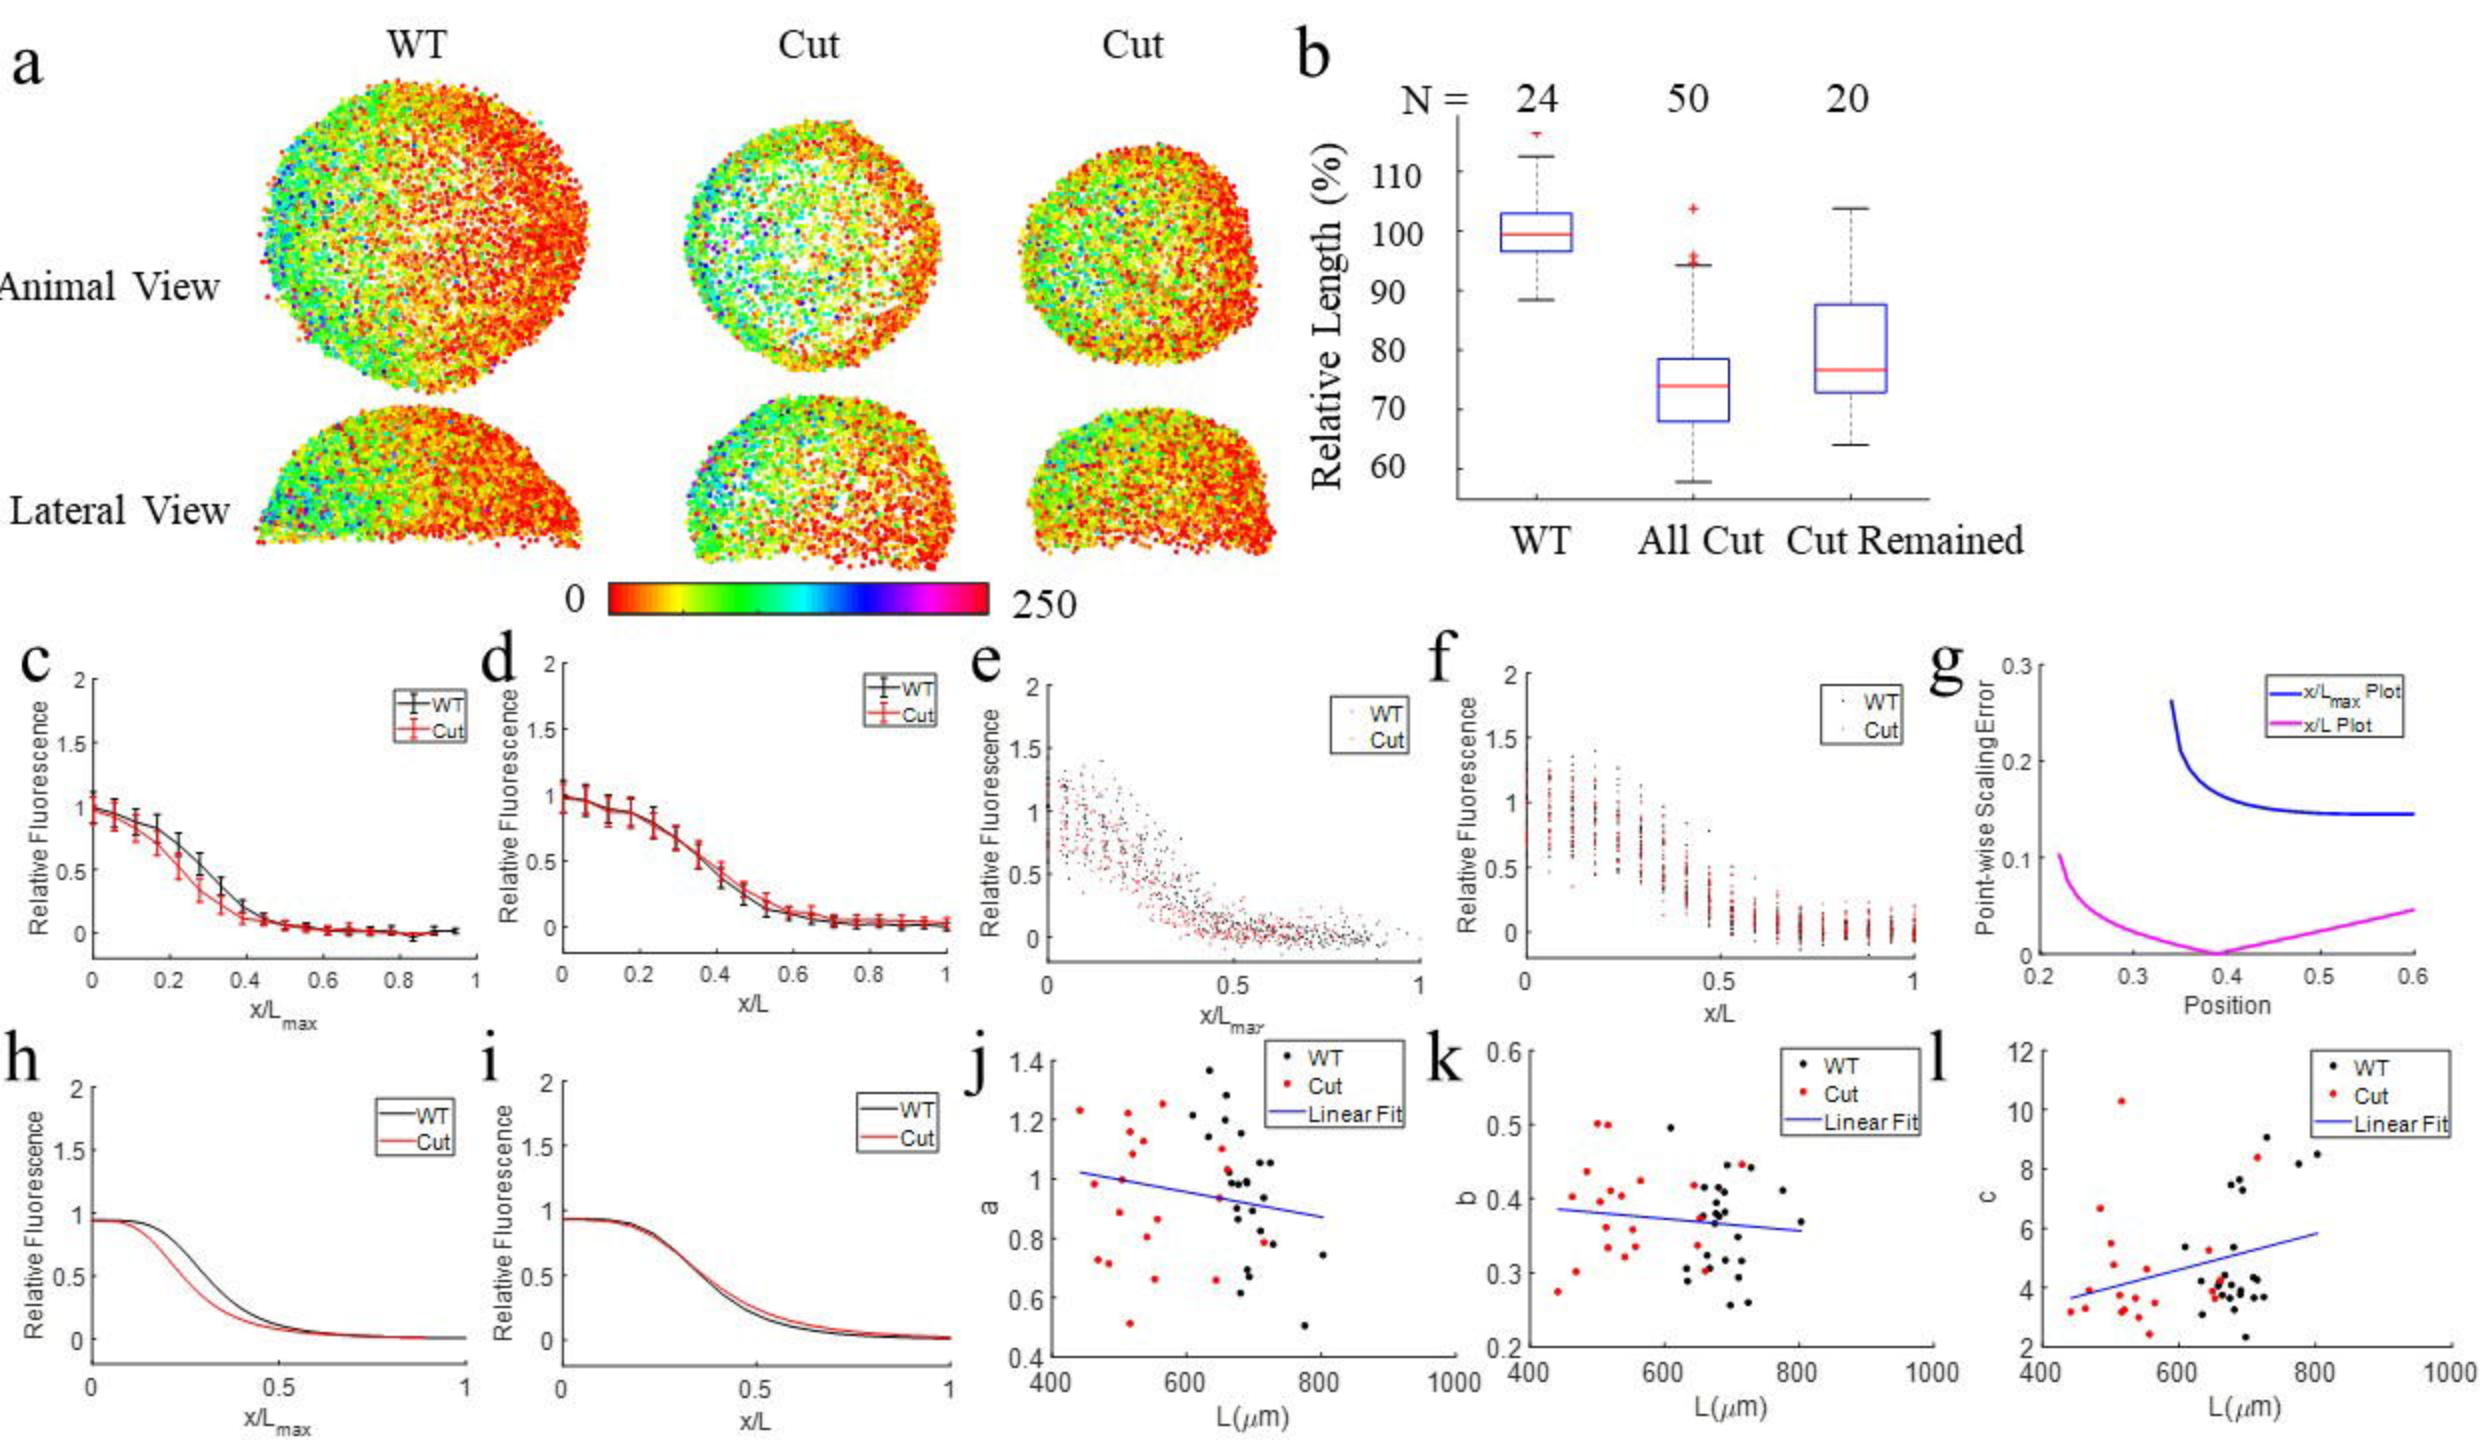 a
WT
Cut
Cut
Animal View
Lateral View
0
250
b
N =
24
50
20
Relative Length (%)
110
100
90
80
70
60
WT
All Cut
Cut Remained
c
Relative Fluorescence
2
1.5
1
0.5
0
WT
Cut
0
0.2
0.4
0.6
0.8
1
x/Lmax
d
Relative Fluorescence
2
1.5
1
0.5
0
WT
Cut
0
0.2
0.4
0.6
0.8
1
x/L
e
Relative Fluorescence
2
1.5
1
0.5
0
WT
Cut
0
0.5
1
x/Lmax
f
Relative Fluorescence
2
1.5
1
0.5
0
WT
Cut
0
0.5
1
x/L
g
Point-wise Scaling Error
0.3
0.2
0.1
0
x/Lmax Plot
x/L Plot
0.2
0.3
0.4
0.5
0.6
Position
h
Relative Fluorescence
2
1.5
1
0.5
0
WT
Cut
0
0.5
1
x/Lmax
i
Relative Fluorescence
2
1.5
1
0.5
0
WT
Cut
0
0.5
1
x/L
j
a
1.4
1.2
1
0.8
0.6
0.4
WT
Cut
Linear Fit
400
600
800
1000
L(μm)
k
b
0.6
0.5
0.4
0.3
0.2
WT
Cut
Linear Fit
400
600
800
1000
L(μm)
l
c
12
10
8
6
4
2
WT
Cut
Linear Fit
400
600
800
1000
L(μm)